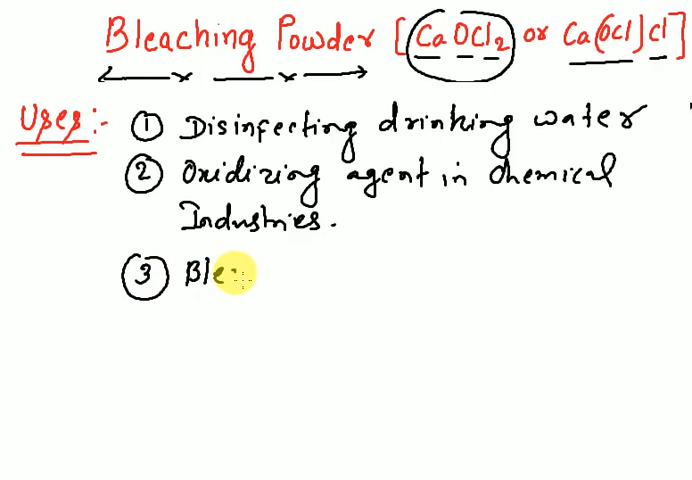 Bleaching Powder [CaOCl₂ or Ca(OCl)Cl]
Uses:- ① Disinfecting drinking water
② Oxidizing agent in chemical
Industries.
③ Ble